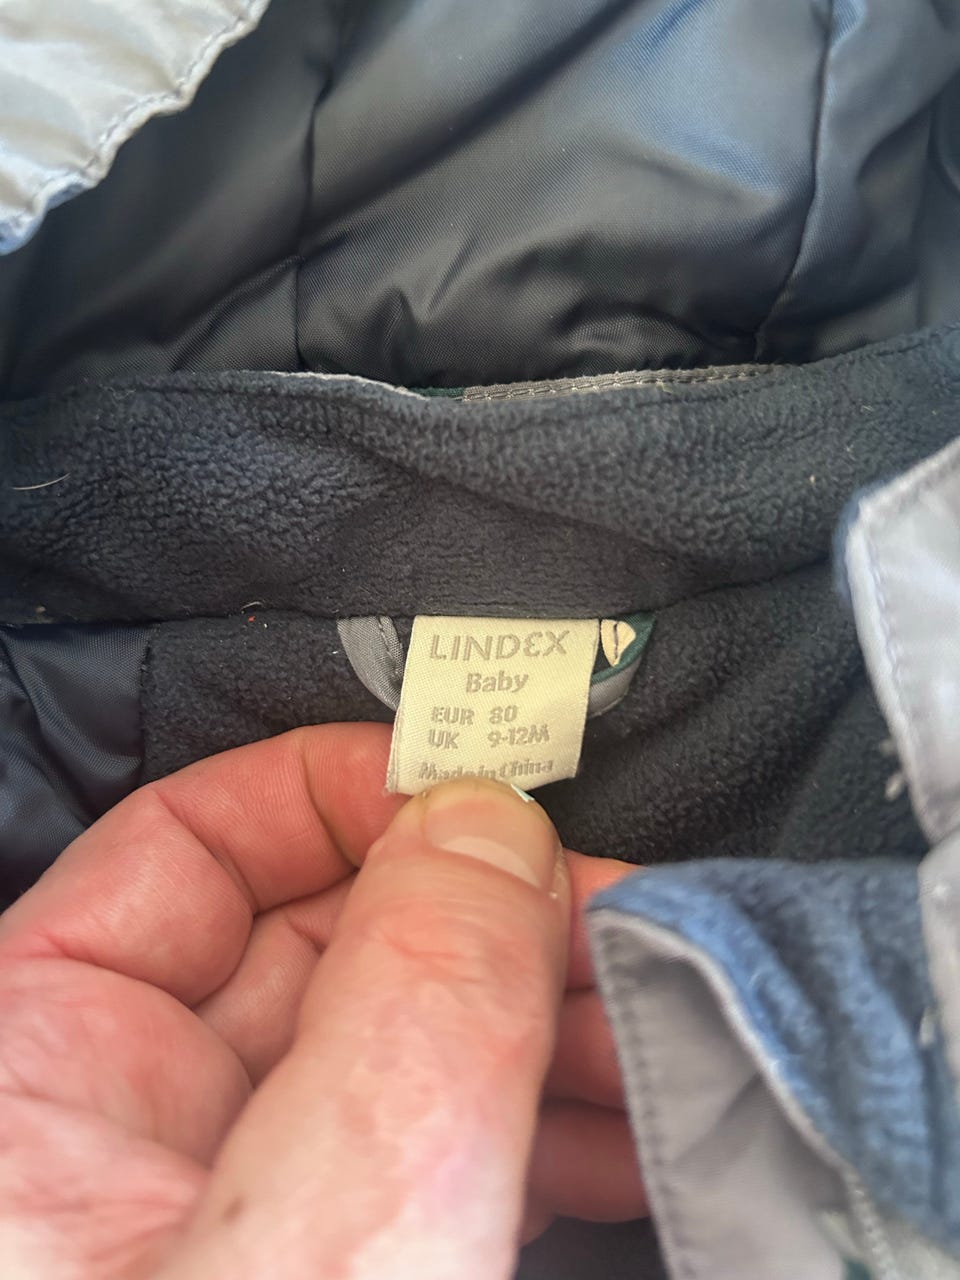 LINDEX
Baby
EUR 80
UK 9-12M
Made in China